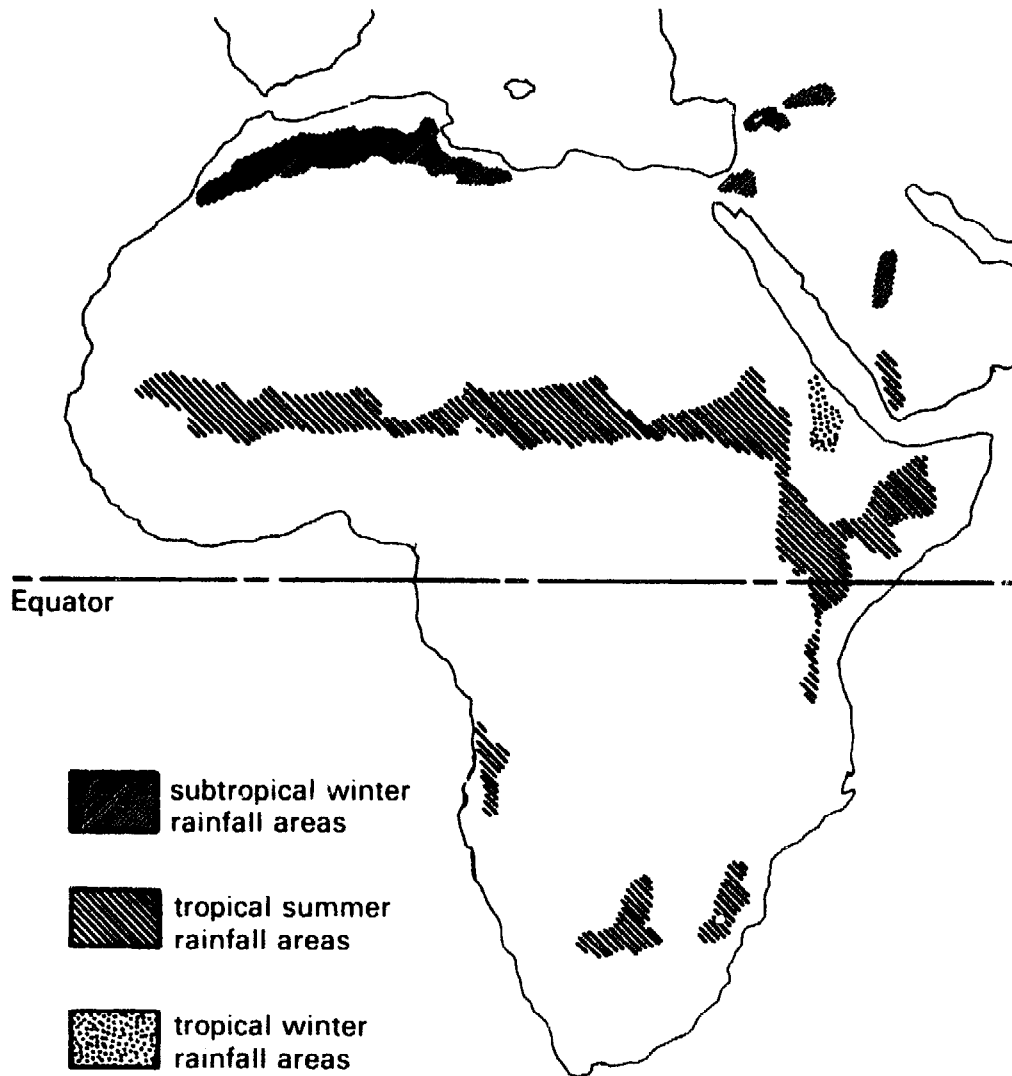 Equator
subtropical winter
rainfall areas
tropical summer
rainfall areas
tropical winter
rainfall areas